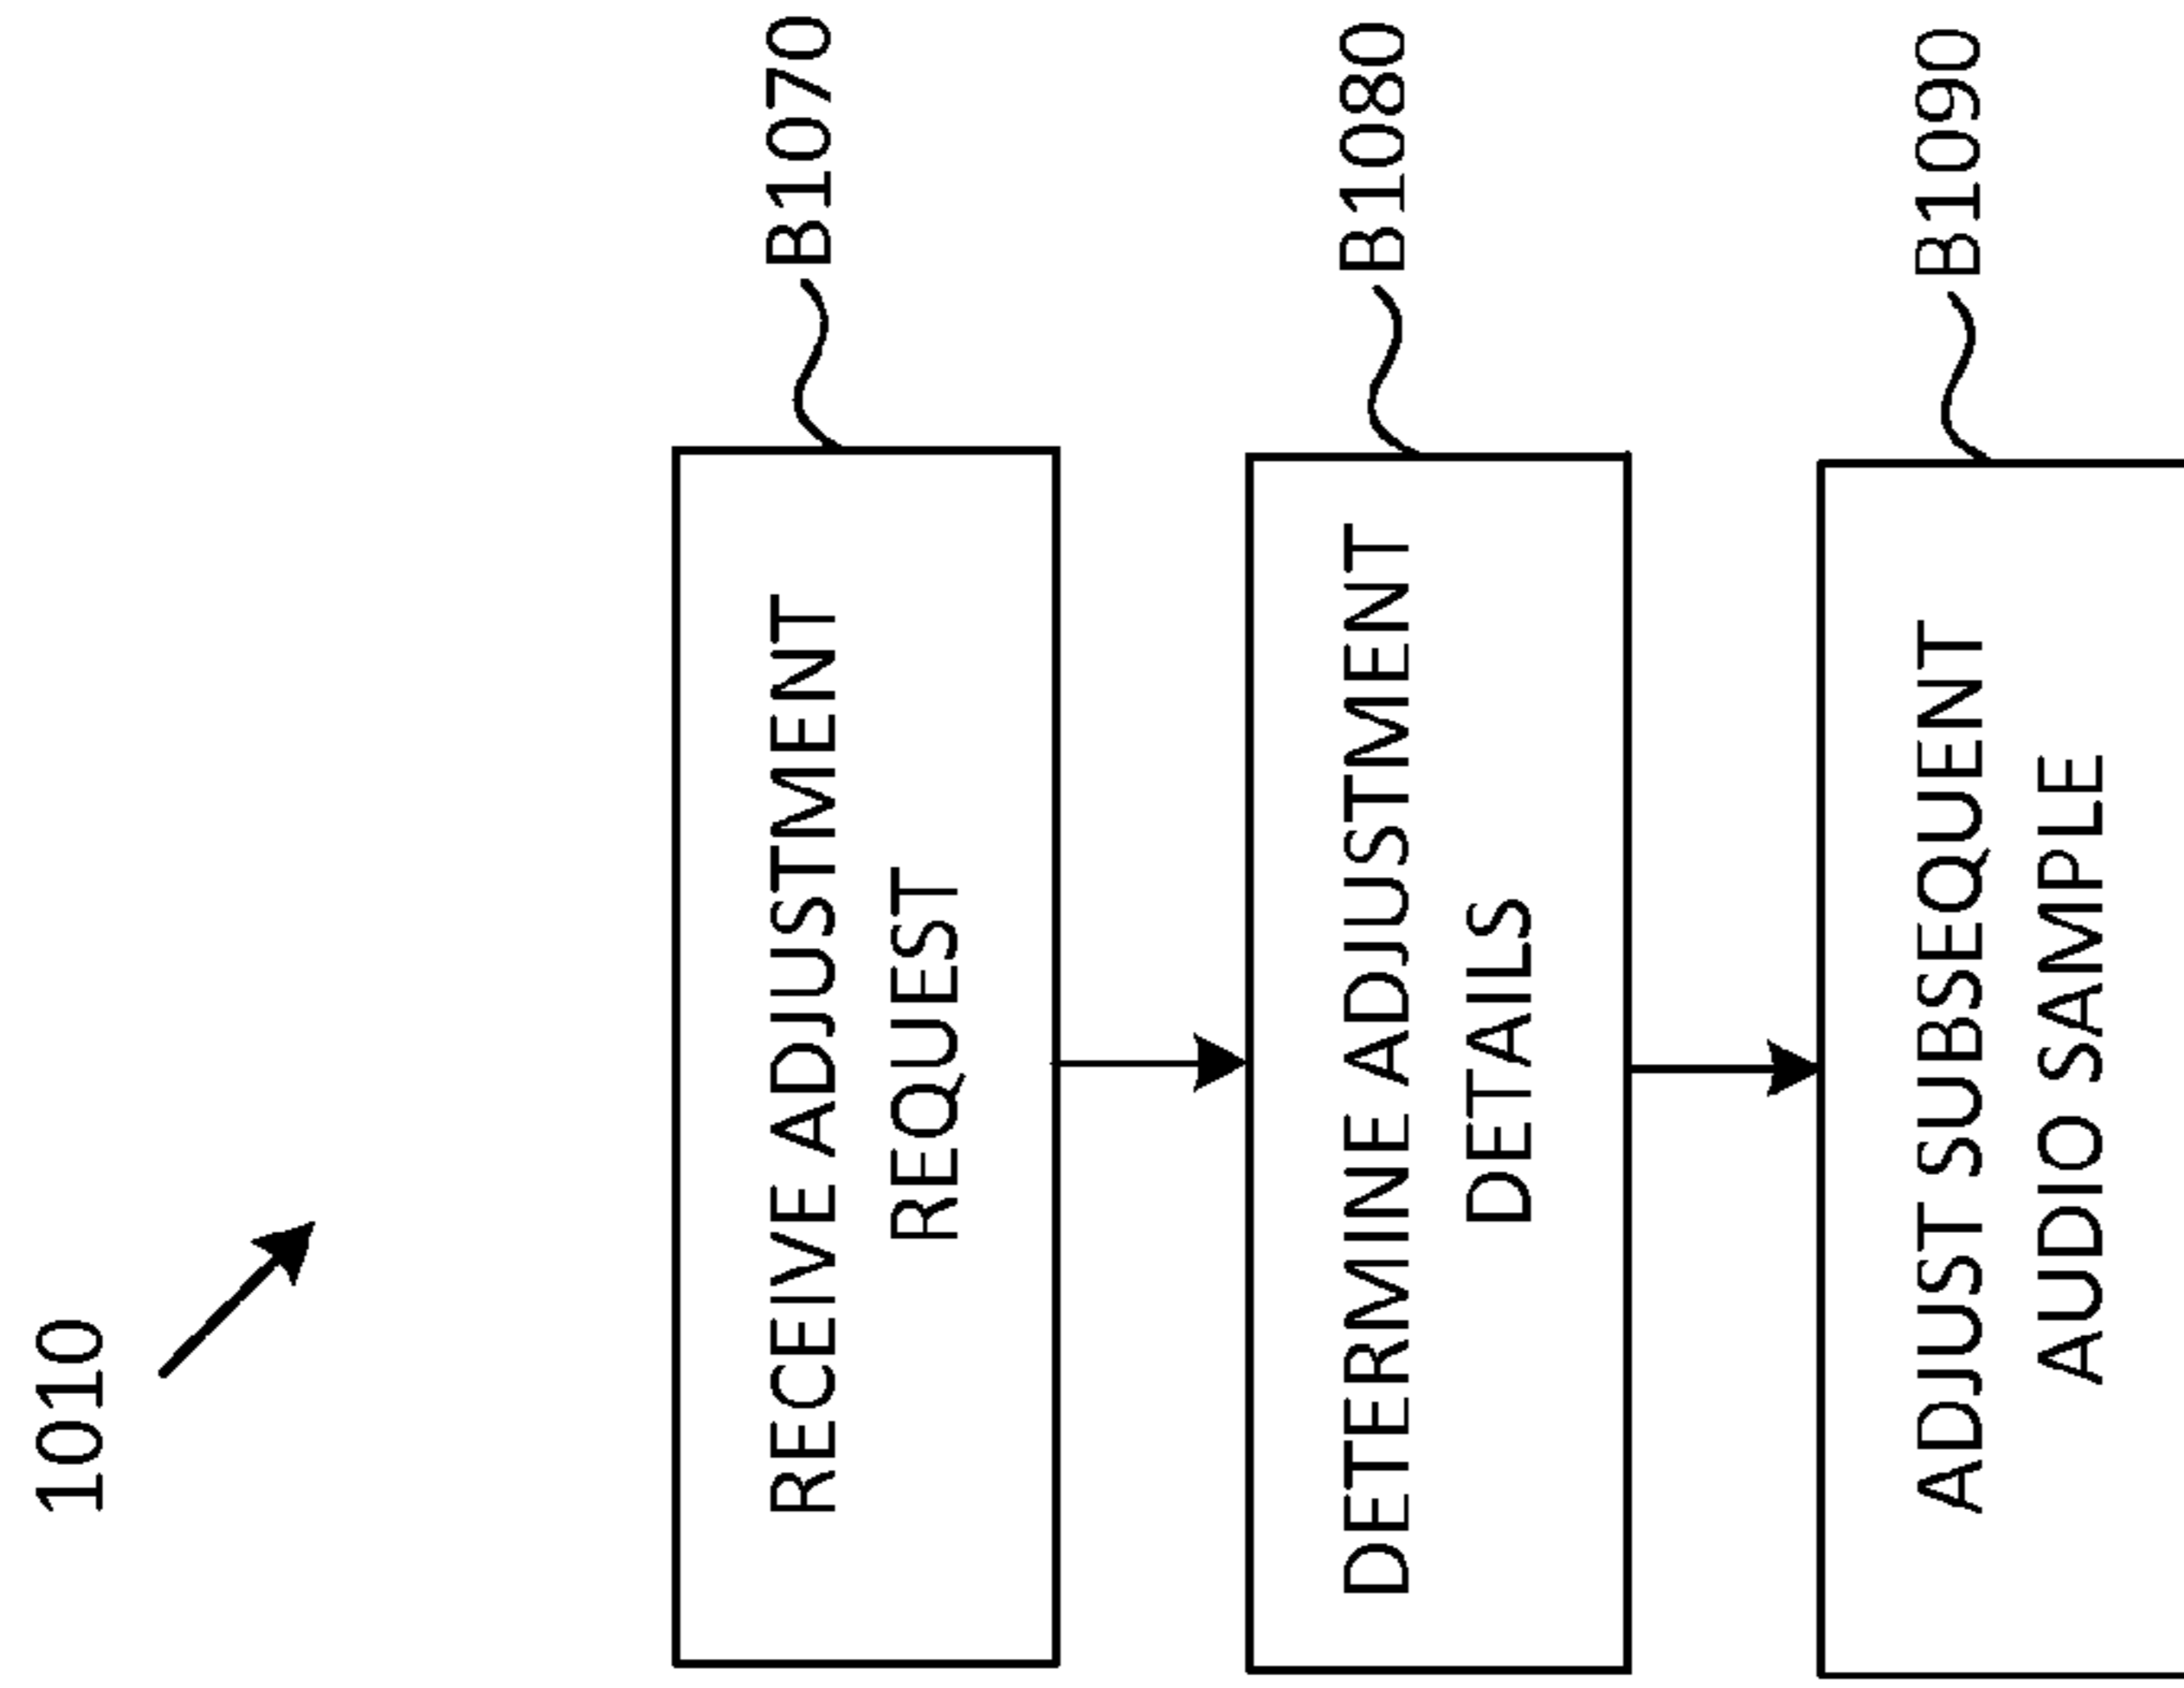 1010
RECEIVE ADJUSTMENT
REQUEST
B1070
DETERMINE ADJUSTMENT
DETAILS
B1080
ADJUST SUBSEQUENT
AUDIO SAMPLE
B1090